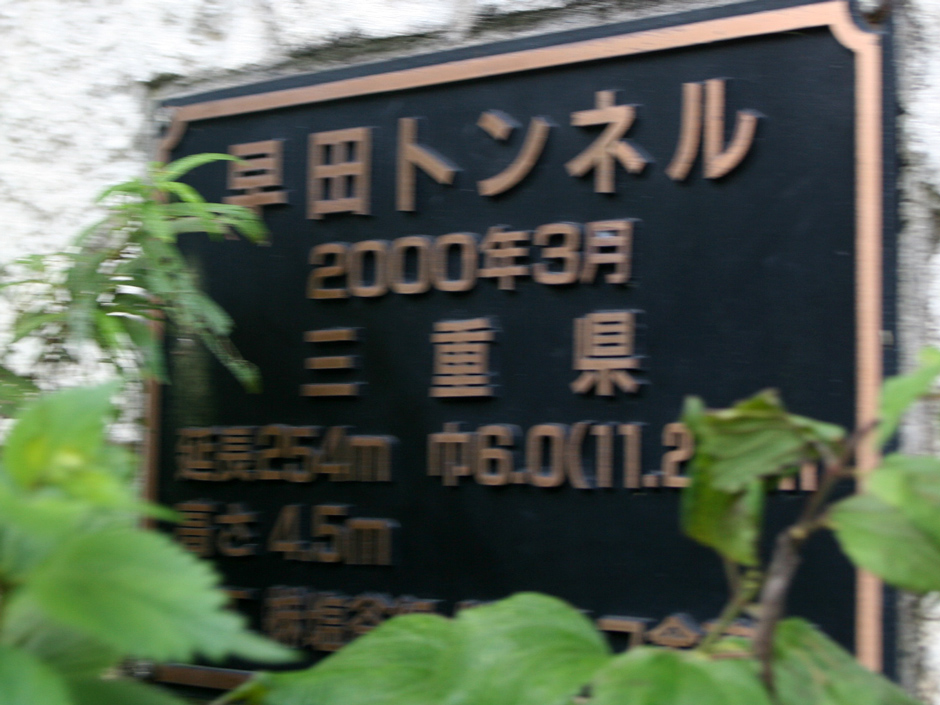 早田トンネル
2000年3月
三重県
延長254m 巾6.0(11.2
高さ4.5m